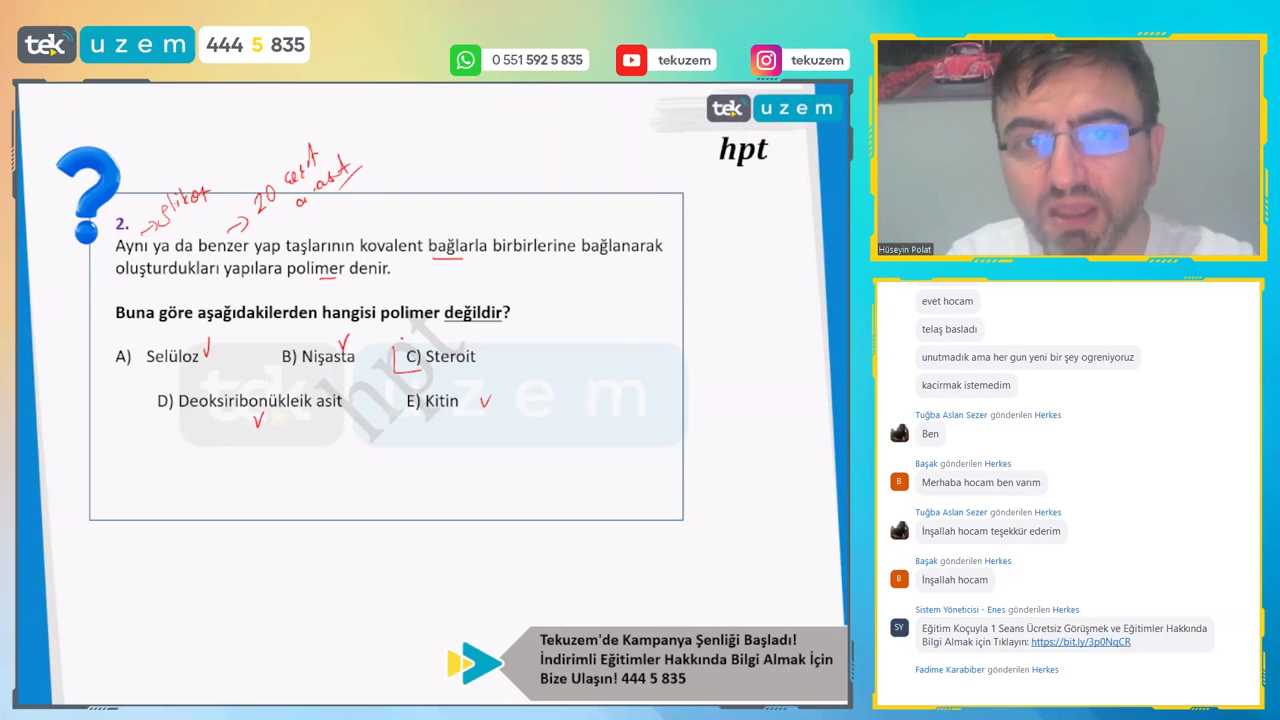 tek uzem 444 5 835
0 551 592 5 835
tekuzem
tekuzem
tek uzem
hpt
20
2.
Aynı ya da benzer yap taşlarının kovalent bağlarla birbirlerine bağlanarak
oluşturdukları yapılara polimer denir.
Buna göre aşağıdakilerden hangisi polimer değildir?
A) Selüloz B) Nişasta C) Steroit
D) Deoksiribonükleik asit E) Kitin
hpt
tek uzem
Tekuzem'de Kampanya Şenliği Başladı!
İndirimli Eğitimler Hakkında Bilgi Almak İçin
Bize Ulaşın! 444 5 835
Hüseyin Polat
evet hocam
telaş basladı
unutmadık ama her gun yeni bir şey ogreniyoruz
kacirmak istemedim
Tuğba Aslan Sezer gönderilen Herkes
Ben
Başak gönderilen Herkes
B
Merhaba hocam ben varım
Tuğba Aslan Sezer gönderilen Herkes
İnşallah hocam teşekkür ederim
Başak gönderilen Herkes
B
İnşallah hocam
Sistem Yöneticisi - Enes gönderilen Herkes
SY
Eğitim Koçuyla 1 Seans Ücretsiz Görüşmek ve Eğitimler Hakkında
Bilgi Almak için Tıklayın: https://bit.ly/3p0NqCR
Fadime Karabiber gönderilen Herkes